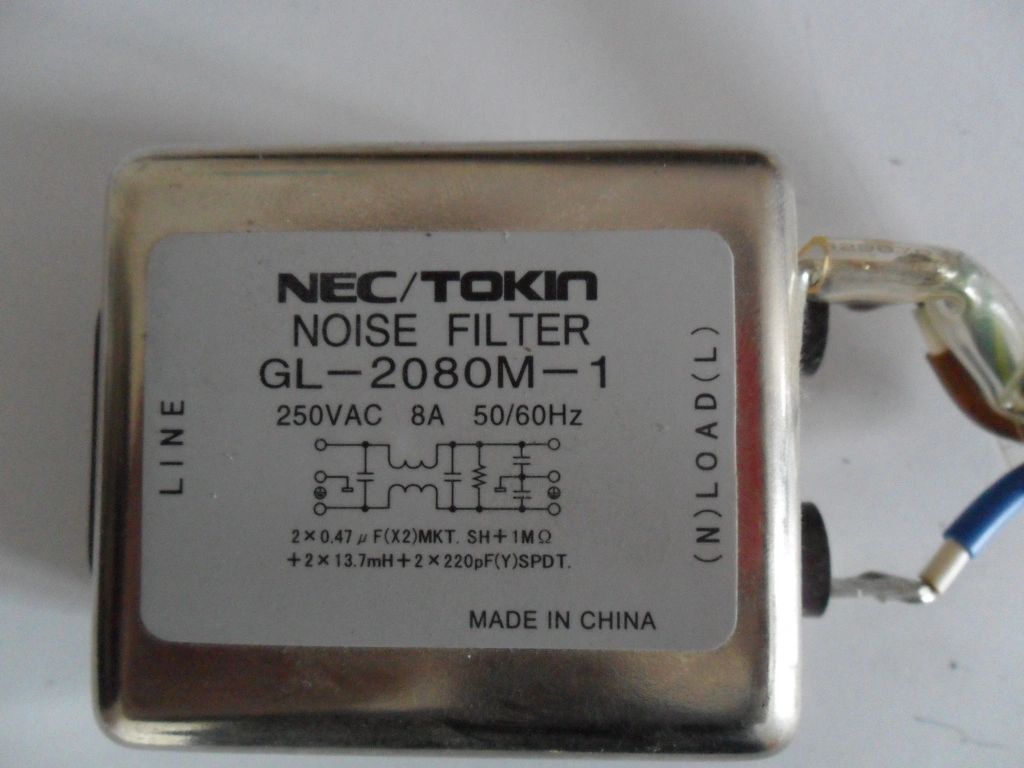 NEC/TOKIN
NOISE FILTER
GL-2080M-1
250VAC 8A 50/60Hz
LINE
(N)LOAD(L)
2×0.47μF(X2)MKT. SH+1MΩ
+2×13.7mH+2×220pF(Y)SPDT.
MADE IN CHINA